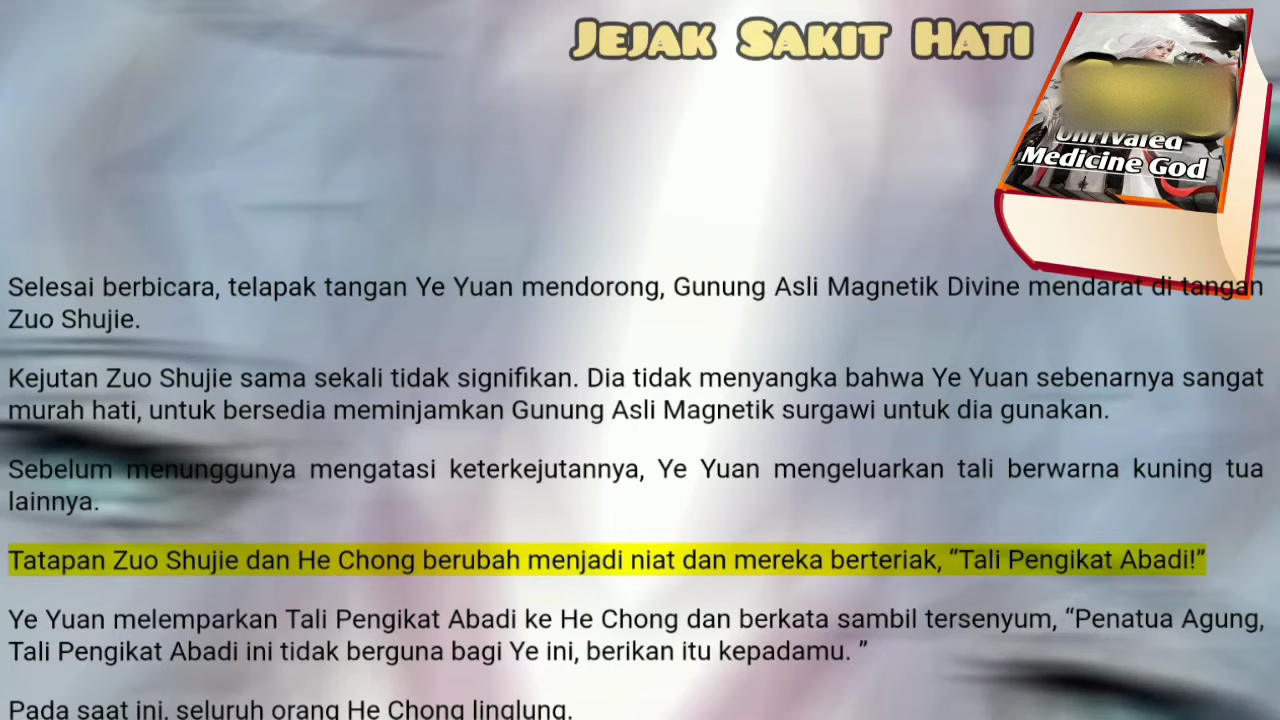 Jejak Sakit Hati
Unrivaled
Medicine God
Selesai berbicara, telapak tangan Ye Yuan mendorong, Gunung Asli Magnetik Divine mendarat di tangan
Zuo Shujie.
Kejutan Zuo Shujie sama sekali tidak signifikan. Dia tidak menyangka bahwa Ye Yuan sebenarnya sangat
murah hati, untuk bersedia meminjamkan Gunung Asli Magnetik surgawi untuk dia gunakan.
Sebelum menunggunya mengatasi keterkejutannya, Ye Yuan mengeluarkan tali berwarna kuning tua
lainnya.
Tatapan Zuo Shujie dan He Chong berubah menjadi niat dan mereka berteriak, “Tali Pengikat Abadi!”
Ye Yuan melemparkan Tali Pengikat Abadi ke He Chong dan berkata sambil tersenyum, “Penatua Agung,
Tali Pengikat Abadi ini tidak berguna bagi Ye ini, berikan itu kepadamu. ”
Pada saat ini, seluruh orang He Chong linglung.